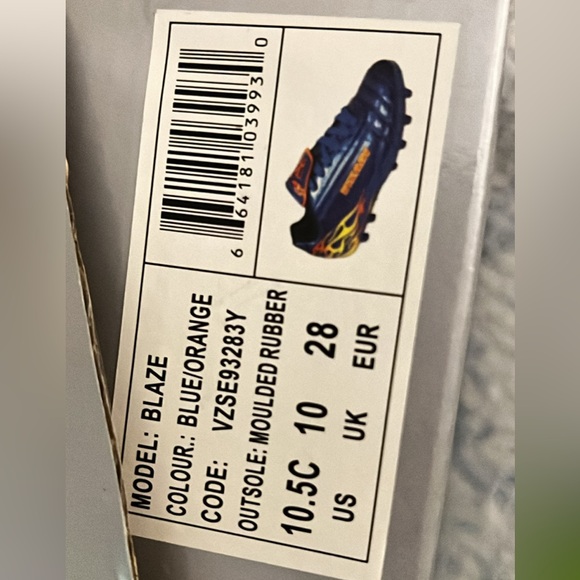 6 64181 03993 0
MODEL: BLAZE
COLOUR.: BLUE/ORANGE
CODE: VZSE93283Y
OUTSOLE: MOULDED RUBBER
10.5C 10 28
US UK EUR